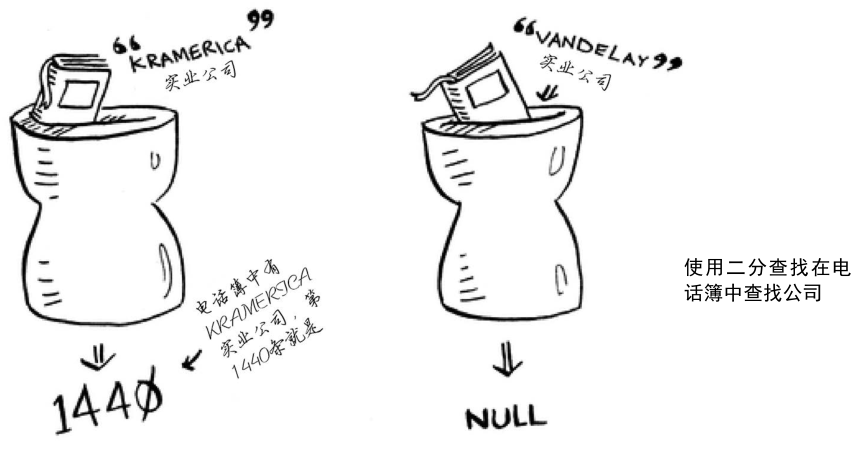 “KRAMERICA”
实业公司
“VANDELAY”
实业公司
电话簿中有
KRAMERICA
实业公司，第
1440条就是
1440
NULL
使用二分查找在电
话簿中查找公司